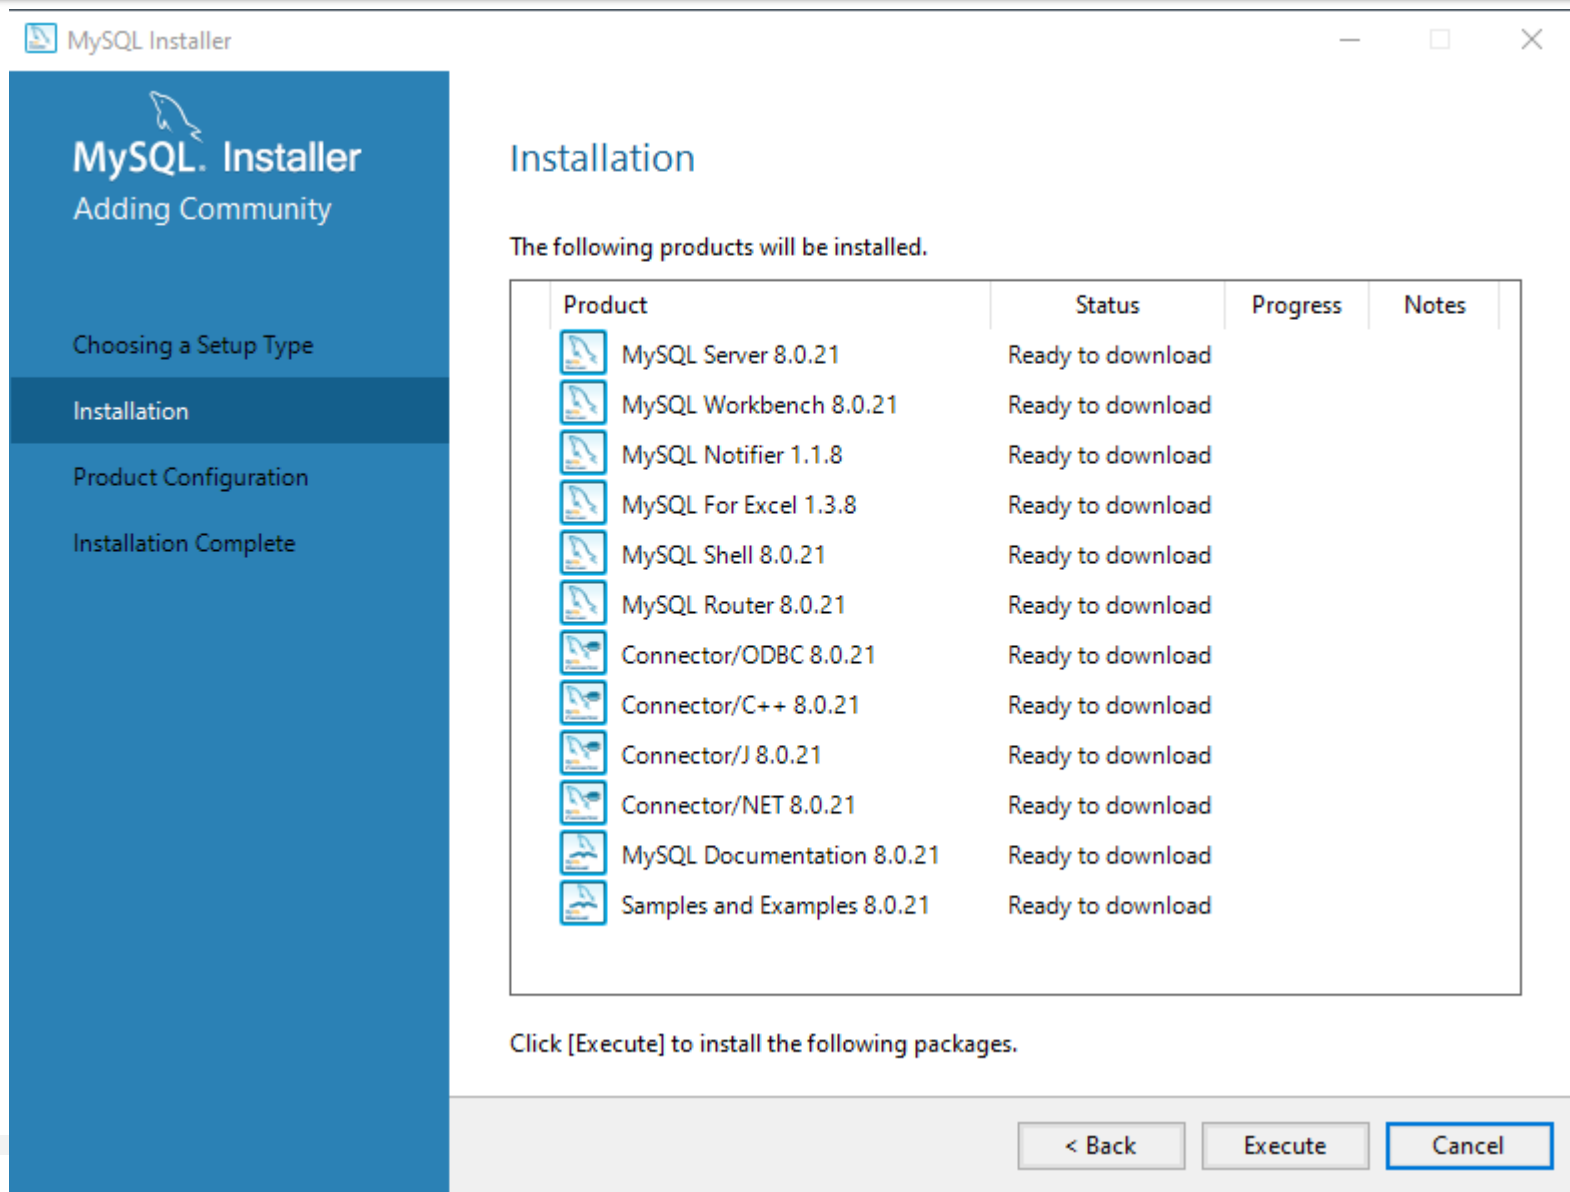 MySQL Installer
MySQL. Installer
Adding Community
Choosing a Setup Type
Installation
Product Configuration
Installation Complete
Installation
The following products will be installed.
Product Status Progress Notes
MySQL Server 8.0.21 Ready to download
MySQL Workbench 8.0.21 Ready to download
MySQL Notifier 1.1.8 Ready to download
MySQL For Excel 1.3.8 Ready to download
MySQL Shell 8.0.21 Ready to download
MySQL Router 8.0.21 Ready to download
Connector/ODBC 8.0.21 Ready to download
Connector/C++ 8.0.21 Ready to download
Connector/J 8.0.21 Ready to download
Connector/NET 8.0.21 Ready to download
MySQL Documentation 8.0.21 Ready to download
Samples and Examples 8.0.21 Ready to download
Click [Execute] to install the following packages.
< Back Execute Cancel